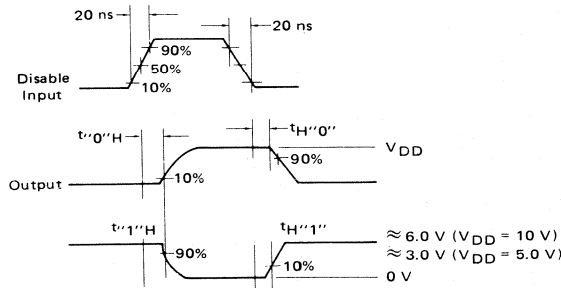 20 ns
20 ns
90%
50%
10%
Disable
Input
t"0"H
tH"0"
VDD
90%
10%
Output
t"1"H
tH"1"
≈ 6.0 V (VDD = 10 V)
≈ 3.0 V (VDD = 5.0 V)
90%
10%
0 V